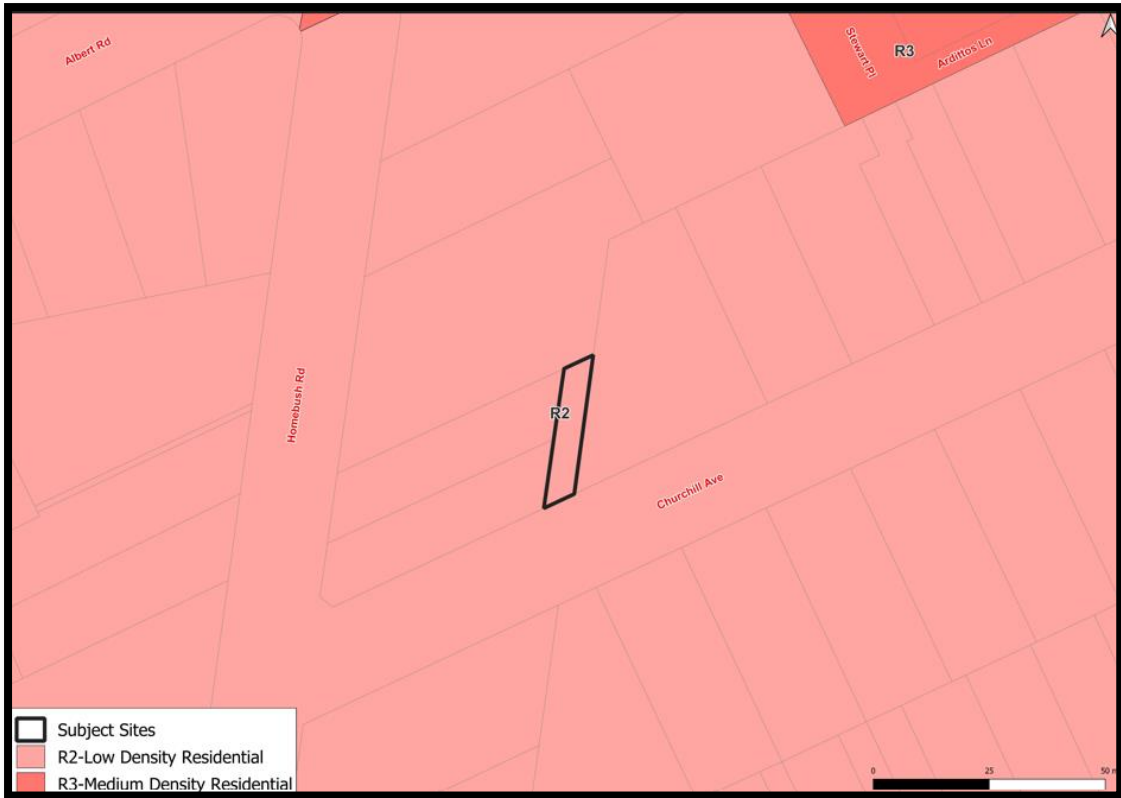 Albert Rd
Stewart Pl
R3
Ardittos Ln
Homebush Rd
R2
Churchill Ave
Subject Sites
R2-Low Density Residential
R3-Medium Density Residential
0 25 50 m